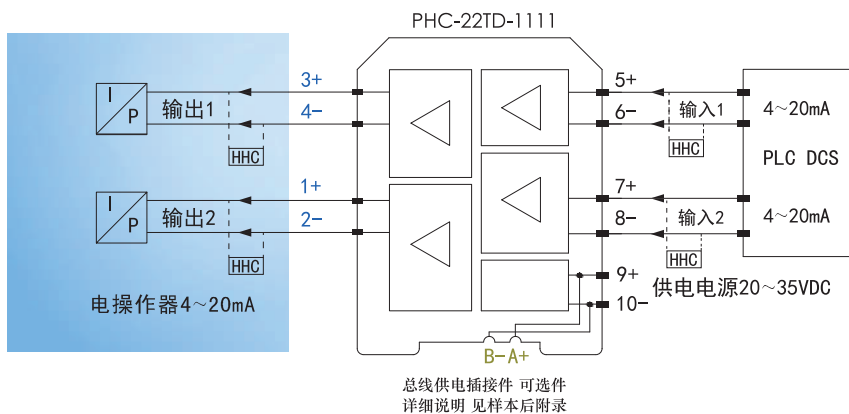 PHC-22TD-1111
I
P
输出1
HHC
3+
4-
5+
6-
输入1
HHC
4~20mA
PLC DCS
I
P
输出2
HHC
1+
2-
7+
8-
输入2
HHC
4~20mA
9+
10-
供电电源20~35VDC
电操作器4~20mA
B-A+
总线供电插接件 可选件
详细说明 见样本后附录